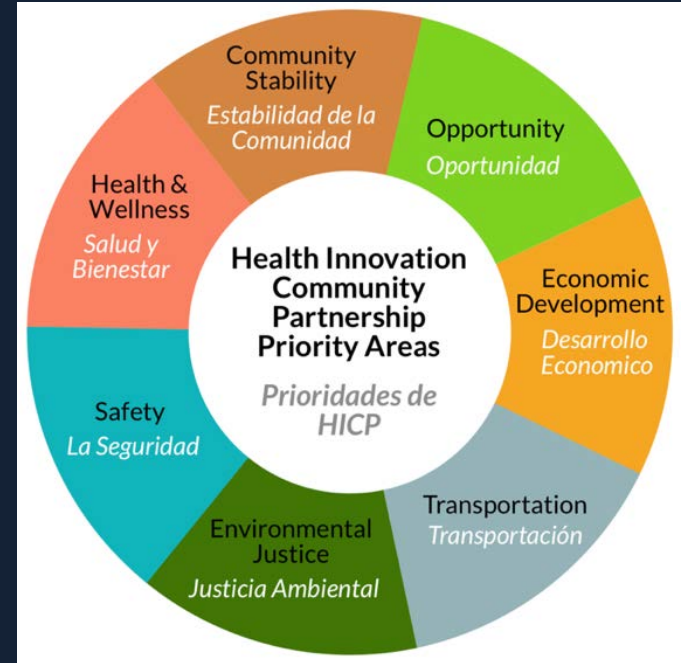 Community
Stability
Estabilidad de la
Comunidad
Opportunity
Oportunidad
Economic
Development
Desarrollo
Economico
Transportation
Transportación
Environmental
Justice
Justicia Ambiental
Safety
La Seguridad
Health &
Wellness
Salud y
Bienestar
Health Innovation
Community
Partnership
Priority Areas
Prioridades de
HICP